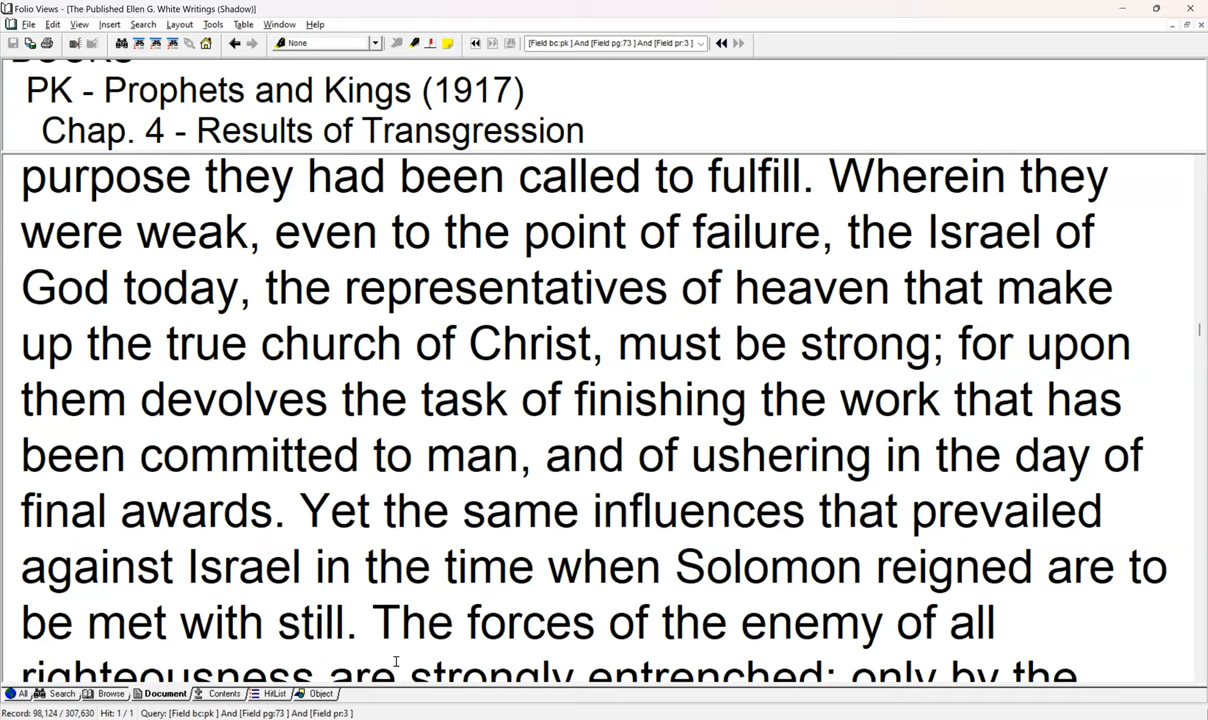 Folio Views - [The Published Ellen G. White Writings (Shadow)]
File Edit View Insert Search Layout Tools Table Window Help
None [Field bc:pk ] And [Field pg:73 ] And [Field pr:3 ]
BOOKS
PK - Prophets and Kings (1917)
Chap. 4 - Results of Transgression
purpose they had been called to fulfill. Wherein they
were weak, even to the point of failure, the Israel of
God today, the representatives of heaven that make
up the true church of Christ, must be strong; for upon
them devolves the task of finishing the work that has
been committed to man, and of ushering in the day of
final awards. Yet the same influences that prevailed
against Israel in the time when Solomon reigned are to
be met with still. The forces of the enemy of all
righteousness are strongly entrenched; only by the
All Search Browse Document Contents HitList Object
Record: 98,124 / 307,630 Hit: 1 / 1 Query: [Field bc:pk ] And [Field pg:73 ] And [Field pr:3 ]